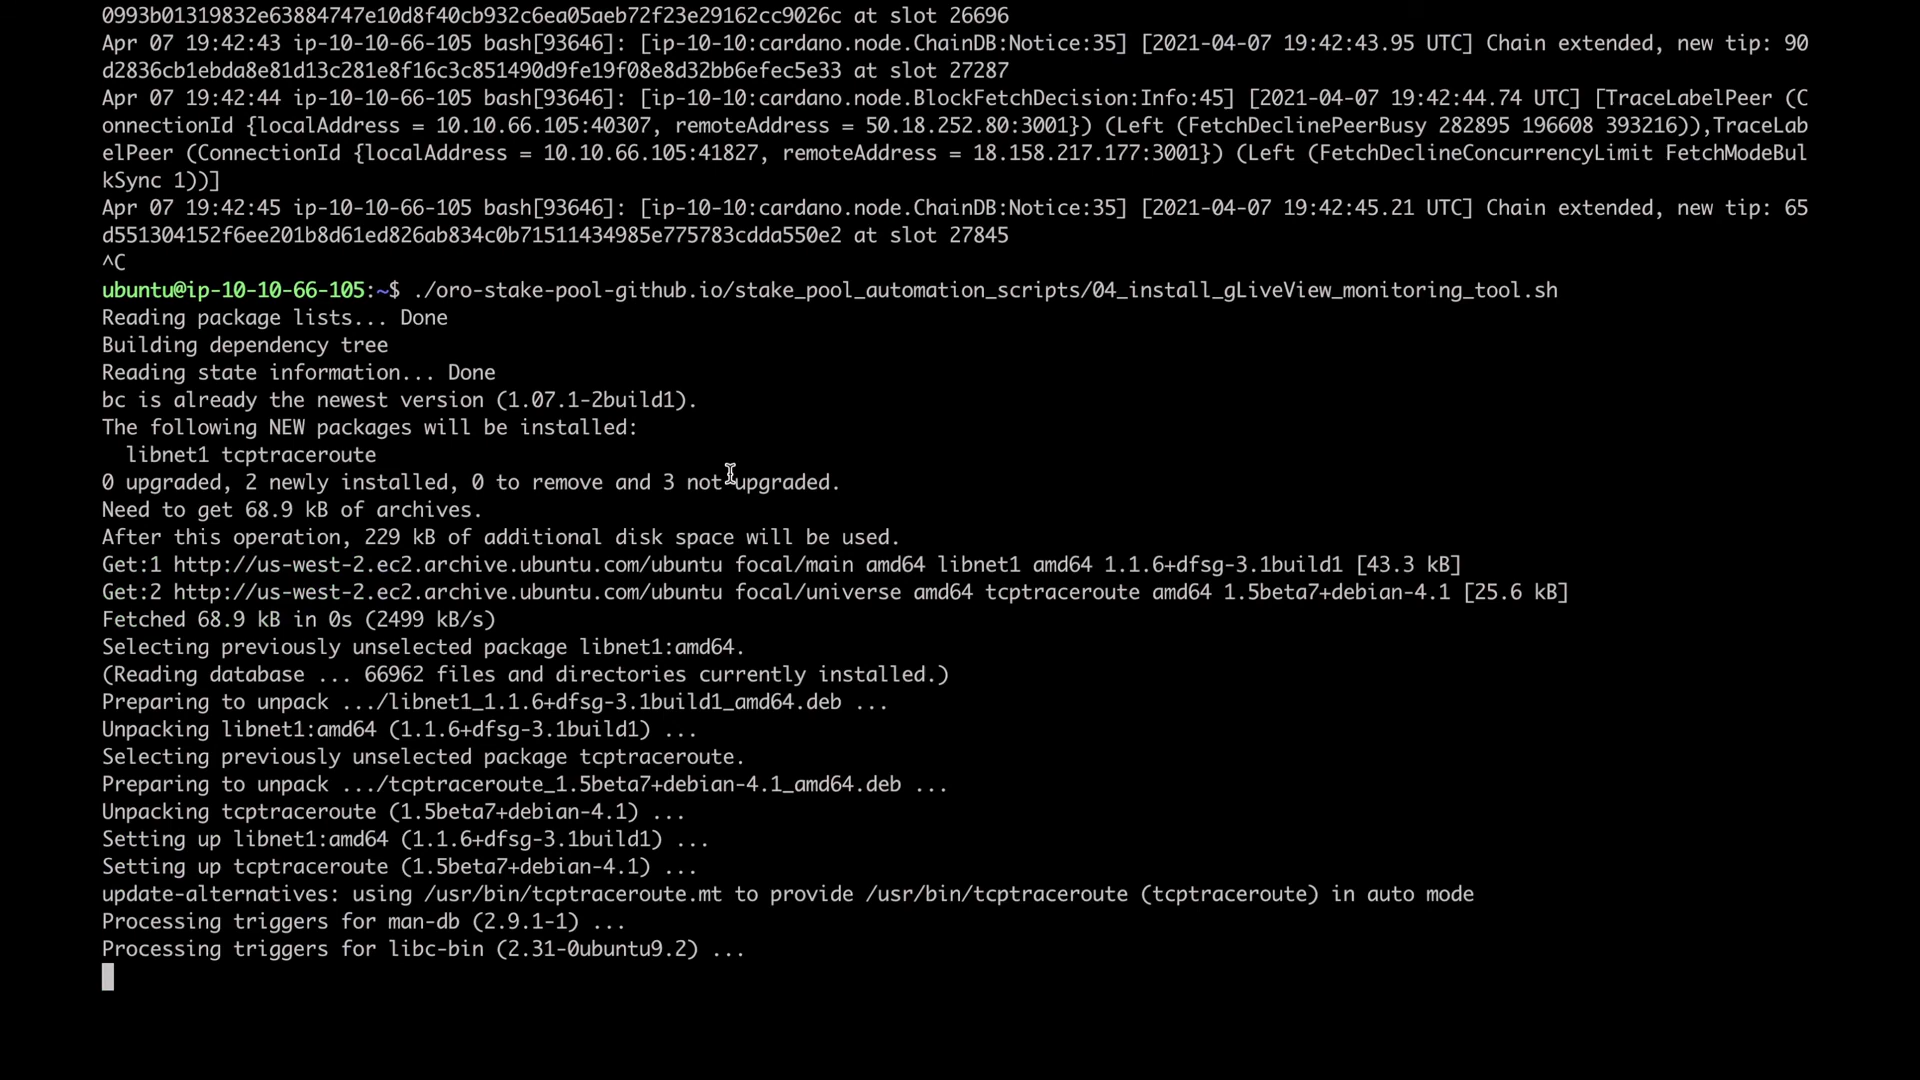 0993b01319832e63884747e10d8f40cb932c6ea05aeb72f23e29162cc9026c at slot 26696
Apr 07 19:42:43 ip-10-10-66-105 bash[93646]: [ip-10-10:cardano.node.ChainDB:Notice:35] [2021-04-07 19:42:43.95 UTC] Chain extended, new tip: 90
d2836cb1ebda8e81d13c281e8f16c3c851490d9fe19f08e8d32bb6efec5e33 at slot 27287
Apr 07 19:42:44 ip-10-10-66-105 bash[93646]: [ip-10-10:cardano.node.BlockFetchDecision:Info:45] [2021-04-07 19:42:44.74 UTC] [TraceLabelPeer (C
onnectionId {localAddress = 10.10.66.105:40307, remoteAddress = 50.18.252.80:3001}) (Left (FetchDeclinePeerBusy 282895 196608 393216)),TraceLab
elPeer (ConnectionId {localAddress = 10.10.66.105:41827, remoteAddress = 18.158.217.177:3001}) (Left (FetchDeclineConcurrencyLimit FetchModeBul
kSync 1))]
Apr 07 19:42:45 ip-10-10-66-105 bash[93646]: [ip-10-10:cardano.node.ChainDB:Notice:35] [2021-04-07 19:42:45.21 UTC] Chain extended, new tip: 65
d551304152f6ee201b8d61ed826ab834c0b71511434985e775783cdda550e2 at slot 27845
^C
ubuntu@ip-10-10-66-105:~$ ./oro-stake-pool-github.io/stake_pool_automation_scripts/04_install_gLiveView_monitoring_tool.sh
Reading package lists... Done
Building dependency tree
Reading state information... Done
bc is already the newest version (1.07.1-2build1).
The following NEW packages will be installed:
  libnet1 tcptraceroute
0 upgraded, 2 newly installed, 0 to remove and 3 not upgraded.
Need to get 68.9 kB of archives.
After this operation, 229 kB of additional disk space will be used.
Get:1 http://us-west-2.ec2.archive.ubuntu.com/ubuntu focal/main amd64 libnet1 amd64 1.1.6+dfsg-3.1build1 [43.3 kB]
Get:2 http://us-west-2.ec2.archive.ubuntu.com/ubuntu focal/universe amd64 tcptraceroute amd64 1.5beta7+debian-4.1 [25.6 kB]
Fetched 68.9 kB in 0s (2499 kB/s)
Selecting previously unselected package libnet1:amd64.
(Reading database ... 66962 files and directories currently installed.)
Preparing to unpack .../libnet1_1.1.6+dfsg-3.1build1_amd64.deb ...
Unpacking libnet1:amd64 (1.1.6+dfsg-3.1build1) ...
Selecting previously unselected package tcptraceroute.
Preparing to unpack .../tcptraceroute_1.5beta7+debian-4.1_amd64.deb ...
Unpacking tcptraceroute (1.5beta7+debian-4.1) ...
Setting up libnet1:amd64 (1.1.6+dfsg-3.1build1) ...
Setting up tcptraceroute (1.5beta7+debian-4.1) ...
update-alternatives: using /usr/bin/tcptraceroute.mt to provide /usr/bin/tcptraceroute (tcptraceroute) in auto mode
Processing triggers for man-db (2.9.1-1) ...
Processing triggers for libc-bin (2.31-0ubuntu9.2) ...